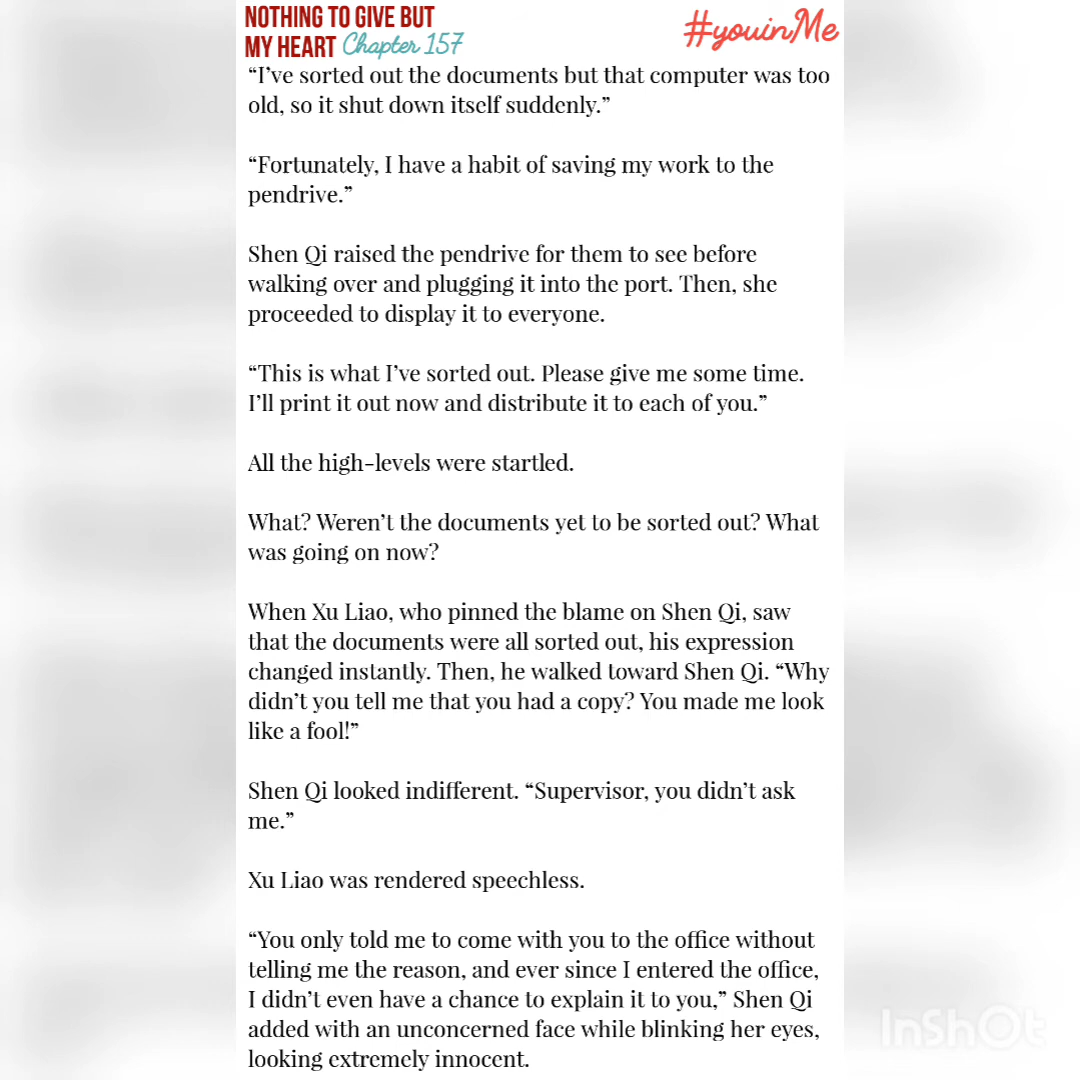 NOTHING TO GIVE BUT
MY HEART Chapter 157
#youinMe
“I’ve sorted out the documents but that computer was too
old, so it shut down itself suddenly.”
“Fortunately, I have a habit of saving my work to the
pendrive.”
Shen Qi raised the pendrive for them to see before
walking over and plugging it into the port. Then, she
proceeded to display it to everyone.
“This is what I’ve sorted out. Please give me some time.
I’ll print it out now and distribute it to each of you.”
All the high-levels were startled.
What? Weren’t the documents yet to be sorted out? What
was going on now?
When Xu Liao, who pinned the blame on Shen Qi, saw
that the documents were all sorted out, his expression
changed instantly. Then, he walked toward Shen Qi. “Why
didn’t you tell me that you had a copy? You made me look
like a fool!”
Shen Qi looked indifferent. “Supervisor, you didn’t ask
me.”
Xu Liao was rendered speechless.
“You only told me to come with you to the office without
telling me the reason, and ever since I entered the office,
I didn’t even have a chance to explain it to you,” Shen Qi
added with an unconcerned face while blinking her eyes,
looking extremely innocent.
InShOt